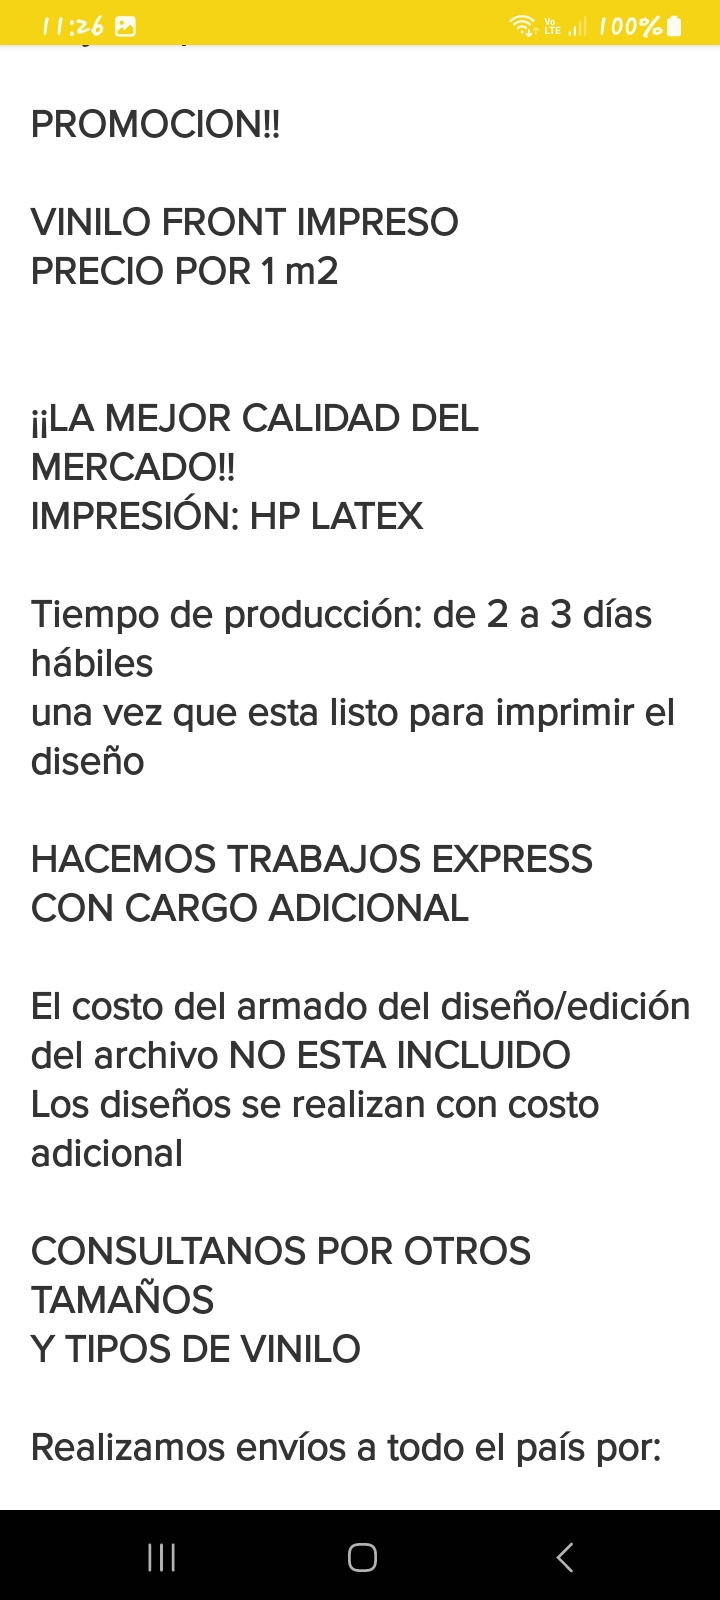 11:26
Vo LTE
100%
PROMOCION!!
VINILO FRONT IMPRESO
PRECIO POR 1 m2
¡¡LA MEJOR CALIDAD DEL
MERCADO!!
IMPRESIÓN: HP LATEX
Tiempo de producción: de 2 a 3 días
hábiles
una vez que esta listo para imprimir el
diseño
HACEMOS TRABAJOS EXPRESS
CON CARGO ADICIONAL
El costo del armado del diseño/edición
del archivo NO ESTA INCLUIDO
Los diseños se realizan con costo
adicional
CONSULTANOS POR OTROS
TAMAÑOS
Y TIPOS DE VINILO
Realizamos envíos a todo el país por: